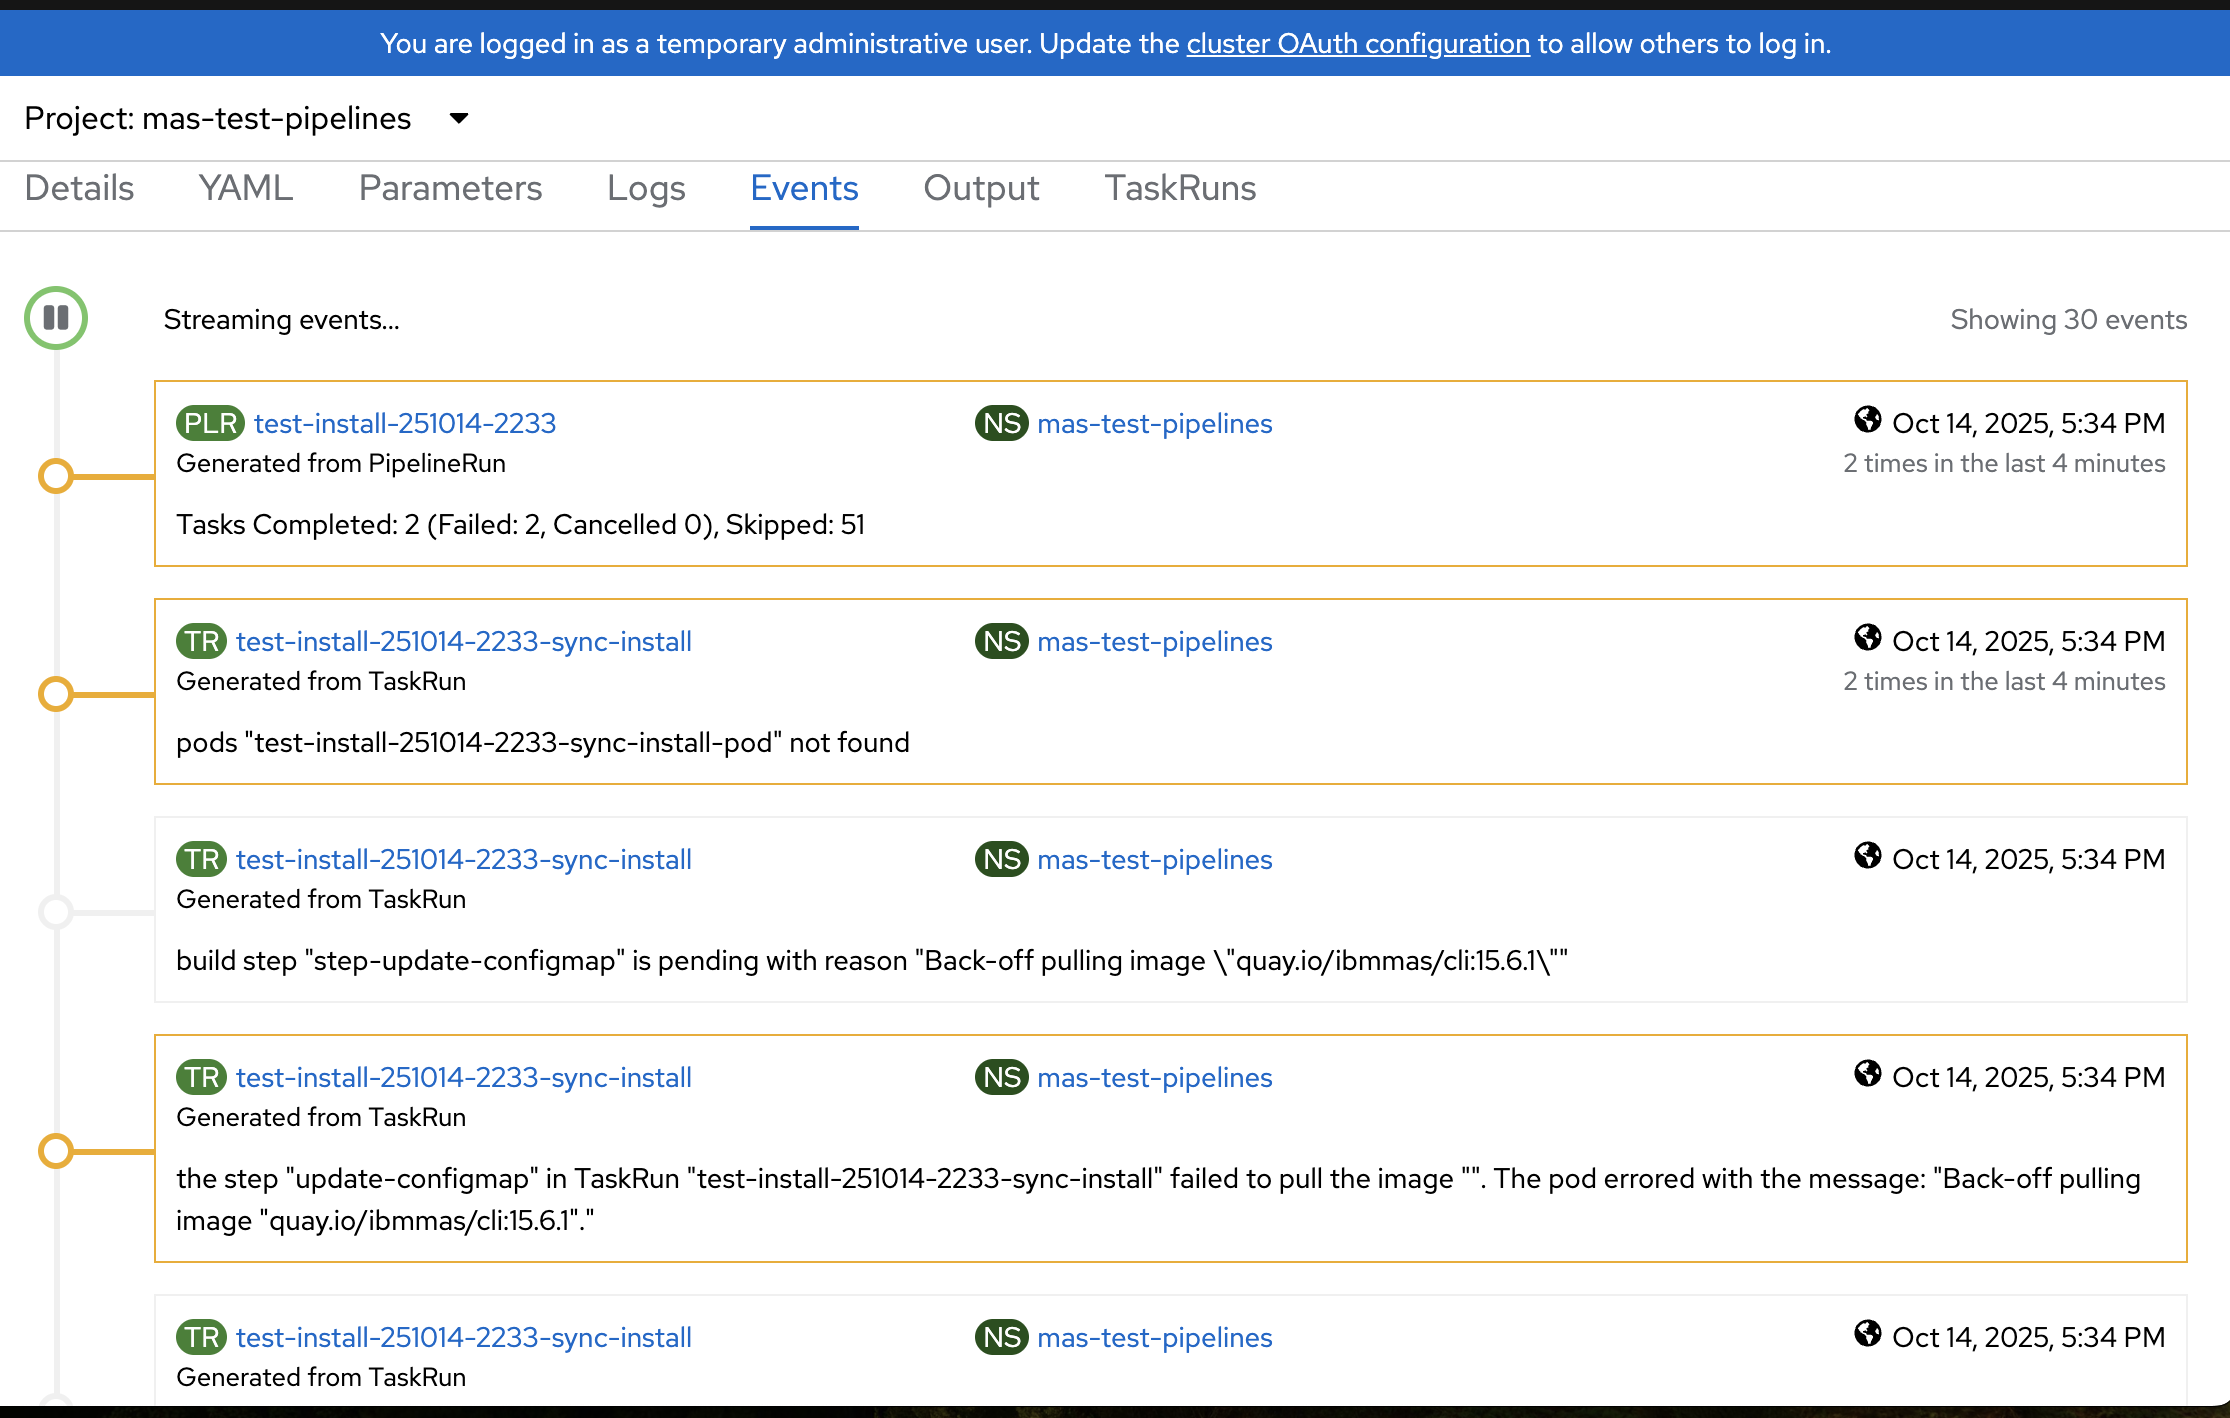 You are logged in as a temporary administrative user. Update the cluster OAuth configuration to allow others to log in.
Project: mas-test-pipelines
Details YAML Parameters Logs Events Output TaskRuns
Streaming events... Showing 30 events
PLR test-install-251014-2233 NS mas-test-pipelines Oct 14, 2025, 5:34 PM
Generated from PipelineRun 2 times in the last 4 minutes
Tasks Completed: 2 (Failed: 2, Cancelled 0), Skipped: 51
TR test-install-251014-2233-sync-install NS mas-test-pipelines Oct 14, 2025, 5:34 PM
Generated from TaskRun 2 times in the last 4 minutes
pods "test-install-251014-2233-sync-install-pod" not found
TR test-install-251014-2233-sync-install NS mas-test-pipelines Oct 14, 2025, 5:34 PM
Generated from TaskRun
build step "step-update-configmap" is pending with reason "Back-off pulling image \"quay.io/ibmmas/cli:15.6.1\""
TR test-install-251014-2233-sync-install NS mas-test-pipelines Oct 14, 2025, 5:34 PM
Generated from TaskRun
the step "update-configmap" in TaskRun "test-install-251014-2233-sync-install" failed to pull the image "". The pod errored with the message: "Back-off pulling
image "quay.io/ibmmas/cli:15.6.1"."
TR test-install-251014-2233-sync-install NS mas-test-pipelines Oct 14, 2025, 5:34 PM
Generated from TaskRun